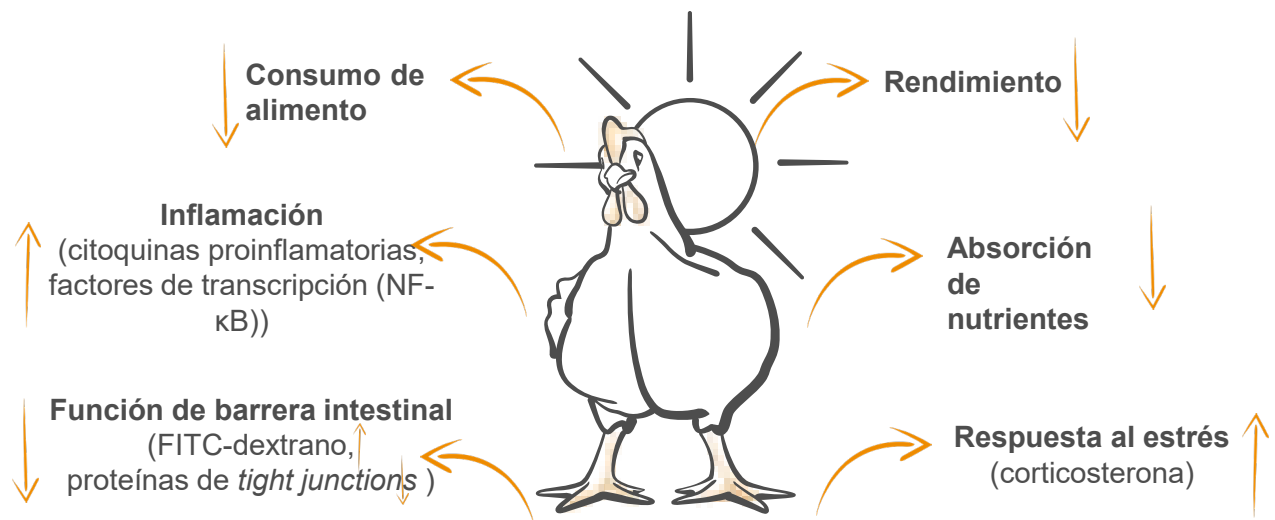 Consumo de
alimento
Rendimiento
Inflamación
(citoquinas proinflamatorias,
factores de transcripción (NF-
κB))
Absorción
de
nutrientes
Función de barrera intestinal
(FITC-dextrano,
proteínas de tight junctions )
Respuesta al estrés
(corticosterona)